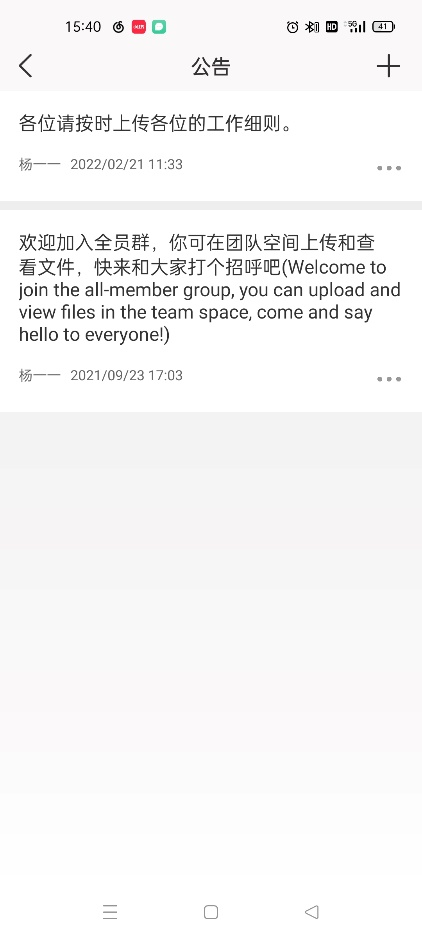 15:40
HD
5G
41
公告
各位请按时上传各位的工作细则。
杨一一 2022/02/21 11:33
欢迎加入全员群，你可在团队空间上传和查
看文件，快来和大家打个招呼吧(Welcome to
join the all-member group, you can upload and
view files in the team space, come and say
hello to everyone!)
杨一一 2021/09/23 17:03